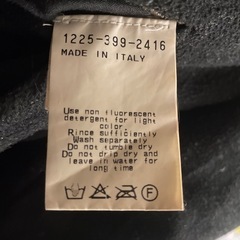 1225-399-2416
MADE IN ITALY
Use non fluorescent
detergent for light
color.
Rince sufficiently
Wash separately
Do not tumble dry
Do not drip dry and
leave in water for
long time.
F